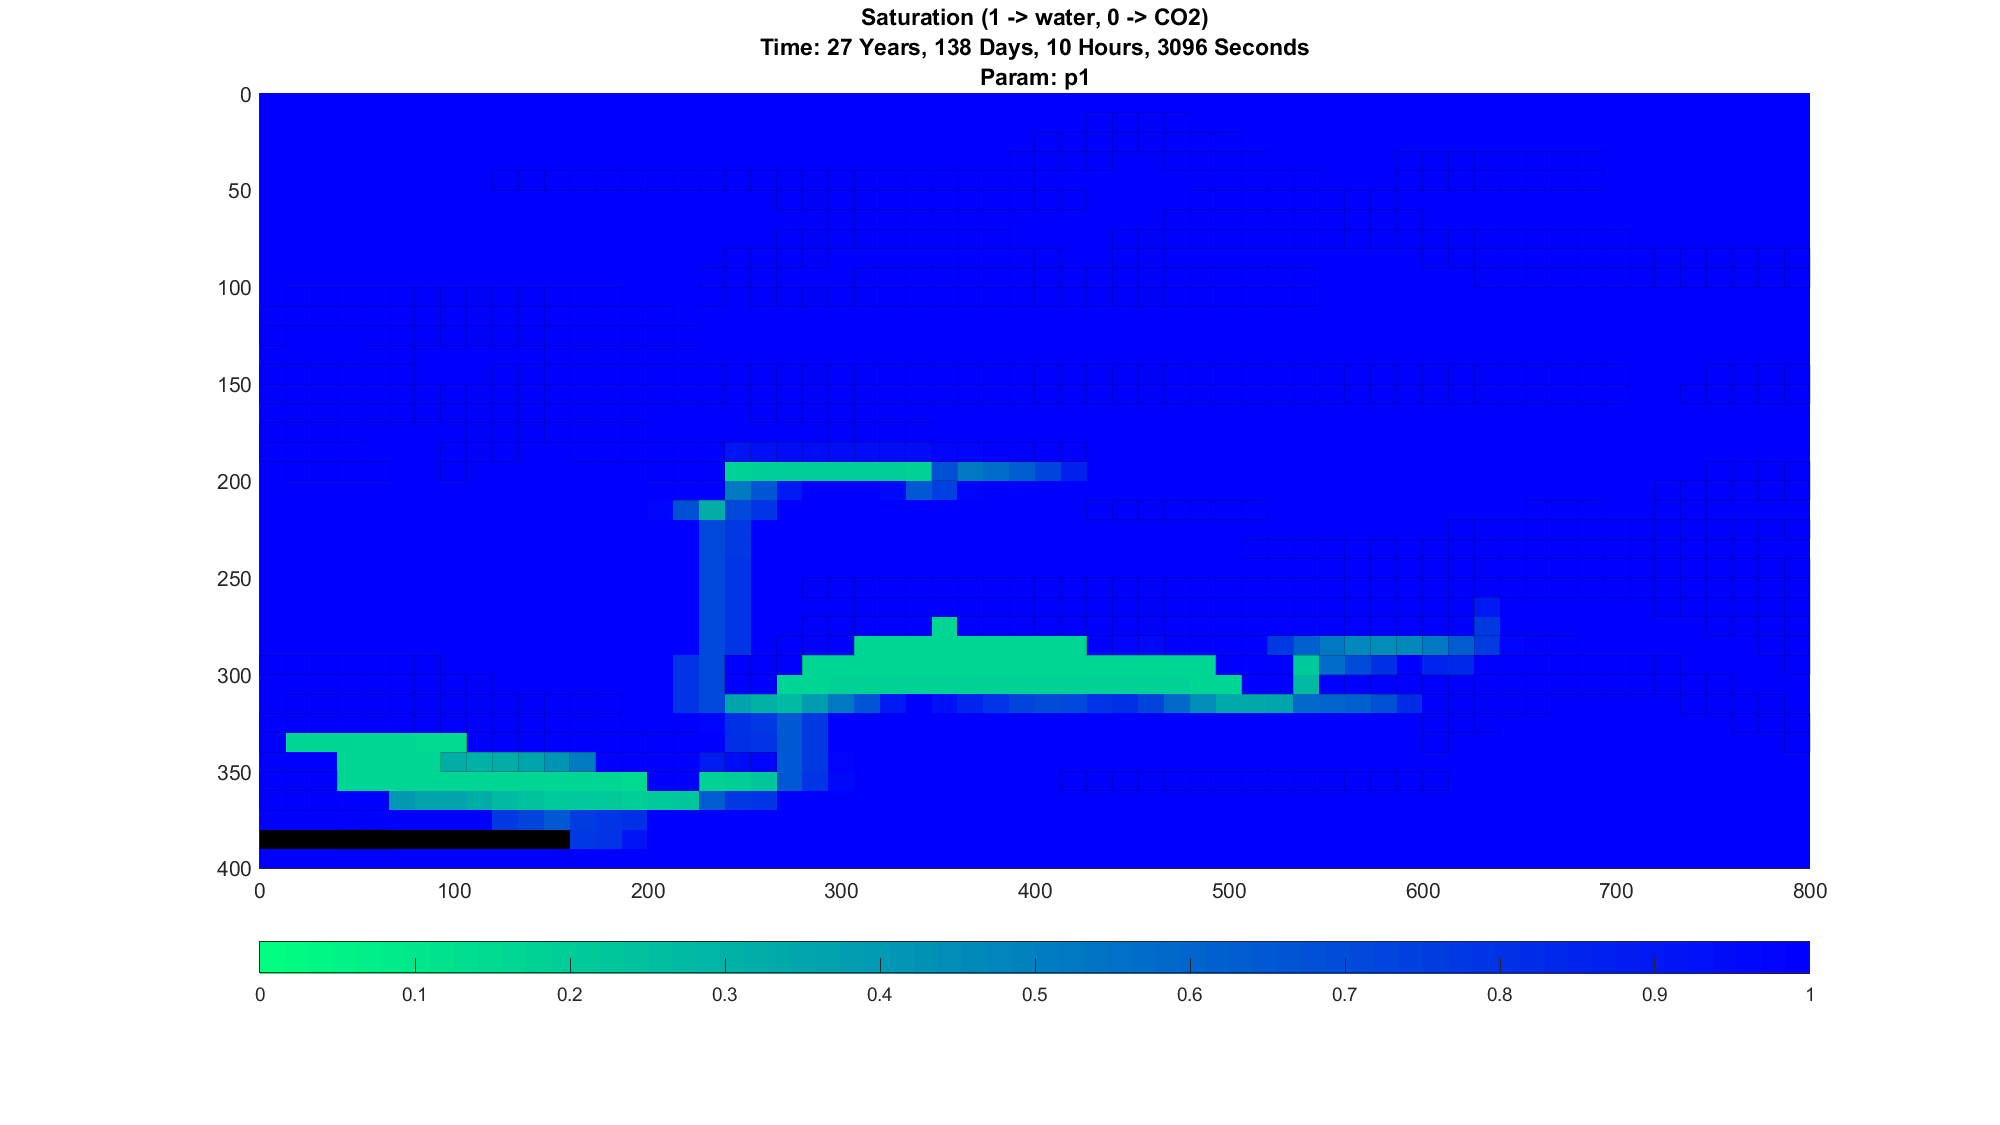 Saturation (1 -> water, 0 -> CO2)
Time: 27 Years, 138 Days, 10 Hours, 3096 Seconds
Param: p1
0
50
100
150
200
250
300
350
400
0 100 200 300 400 500 600 700 800
0 0.1 0.2 0.3 0.4 0.5 0.6 0.7 0.8 0.9 1